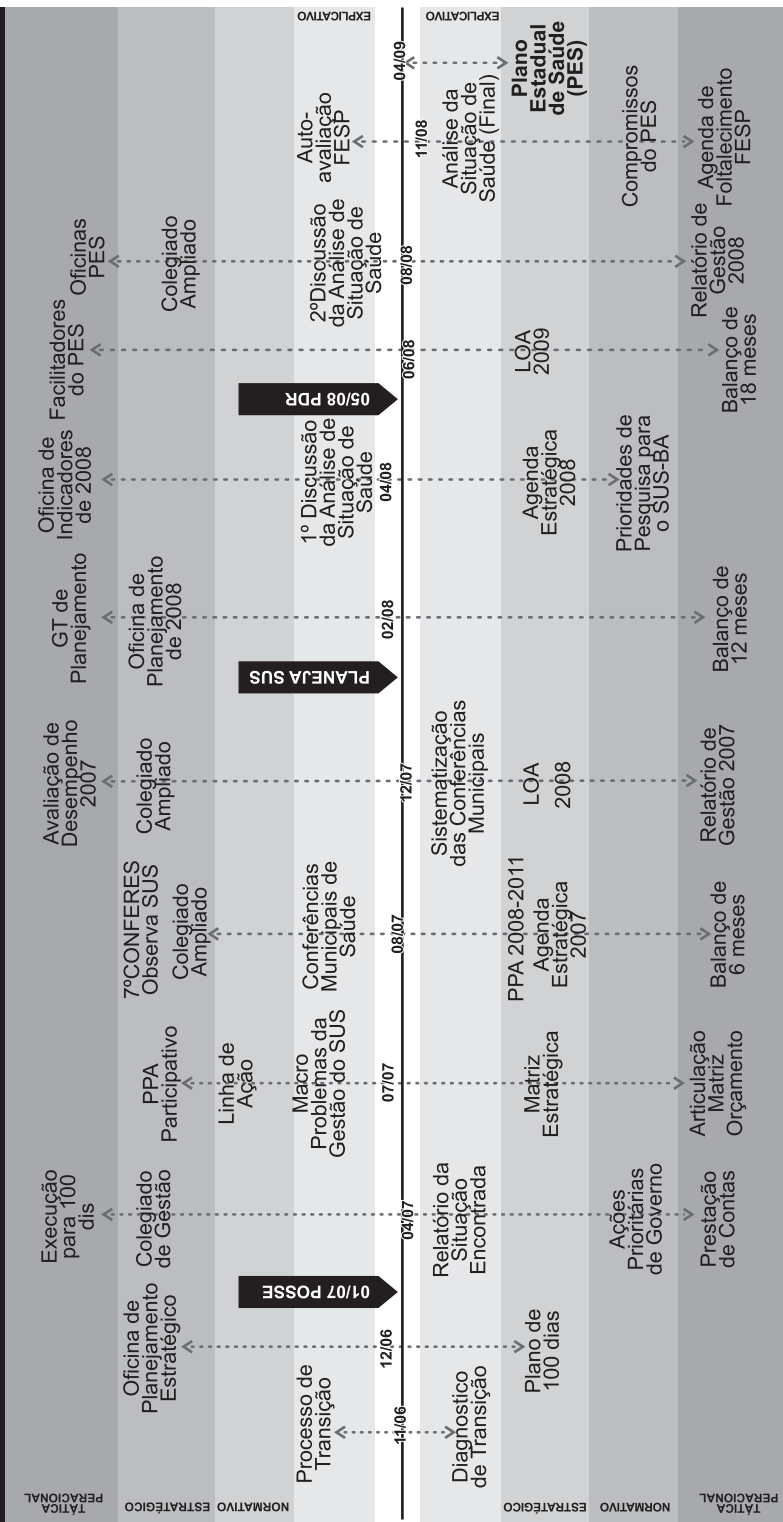 TÁTICA
PERACIONAL
ESTRATÉGICO
NORMATIVO
EXPLICATIVO
Processo de
Transição
Oficina de
Planejamento
Estratégico
Execução
para 100
dis
Colegiado
de Gestão
PPA
Participativo
Linha de
Ação
Macro
Problemas da
Gestão do SUS
7ºCONFERES
Observa SUS
Colegiado
Ampliado
Conferências
Municipais de
Saúde
Avaliação de
Desempenho
2007
Colegiado
Ampliado
GT de
Planejamento
Oficina de
Planejamento
de 2008
Oficina de
Indicadores
de 2008
1º Discussão
da Análise de
Situação de
Saúde
Facilitadores
do PES
Oficinas
PES
Colegiado
Ampliado
2ºDiscussão
da Análise de
Situação de
Saúde
Auto-
avaliação
FESP
01/07 POSSE
PLANEJA SUS
05/08 PDR
11/06
12/06
04/07
07/07
08/07
12/07
02/08
04/08
06/08
08/08
11/08
04/09
EXPLICATIVO
ESTRATÉGICO
NORMATIVO
TÁTICA
PERACIONAL
Diagnostico
de Transição
Plano de
100 dias
Relatório da
Situação
Encontrada
Ações
Prioritárias
de Governo
Prestação
de Contas
Matriz
Estratégica
Articulação
Matriz
Orçamento
PPA 2008-2011
Agenda
Estratégica
2007
Balanço de
6 meses
Sistematização
das Conferências
Municipais
LOA
2008
Relatório de
Gestão 2007
Balanço de
12 meses
Agenda
Estratégica
2008
Prioridades de
Pesquisa para
o SUS-BA
LOA
2009
Balanço de
18 meses
Relatório de
Gestão
2008
Análise da
Situação de
Saúde (Final)
Compromissos
do PES
Agenda de
Foltalecimento
FESP
Plano
Estadual
de Saúde
(PES)